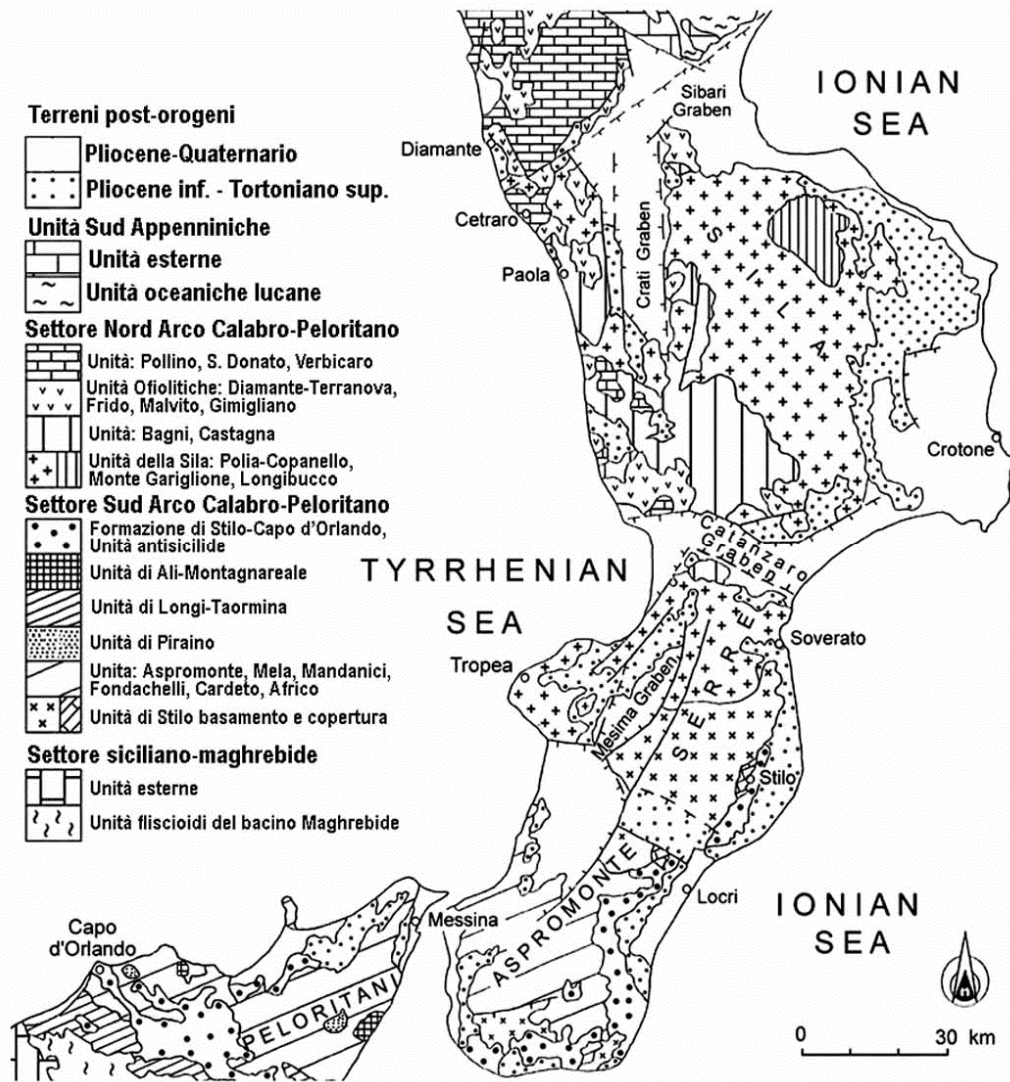 Terreni post-orogeni
Pliocene-Quaternario
Pliocene inf. - Tortoniano sup.
Unità Sud Appenniniche
Unità esterne
Unità oceaniche lucane
Settore Nord Arco Calabro-Peloritano
Unità: Pollino, S. Donato, Verbicaro
Unità Ofiolitiche: Diamante-Terranova,
Frido, Malvito, Gimigliano
Unità: Bagni, Castagna
Unità della Sila: Polia-Copanello,
Monte Gariglione, Longibucco
Settore Sud Arco Calabro-Peloritano
Formazione di Stilo-Capo d'Orlando,
Unità antisicilide
Unità di Ali-Montagnareale
Unità di Longi-Taormina
Unità di Piraino
Unita: Aspromonte, Mela, Mandanici,
Fondachelli, Cardeto, Africo
Unità di Stilo basamento e copertura
Settore siciliano-maghrebide
Unità esterne
Unità fliscioidi del bacino Maghrebide
IONIAN
SEA
Sibari
Graben
Diamante
Cetraro
Paola
Crati Graben
SILA
Crotone
Catanzaro
Graben
TYRRHENIAN
SEA
Soverato
Tropea
Mesima Graben
SERRE
Stilo
ASPROMONTE
Locri
IONIAN
SEA
Messina
Capo
d'Orlando
PELORITANI
0 30 km